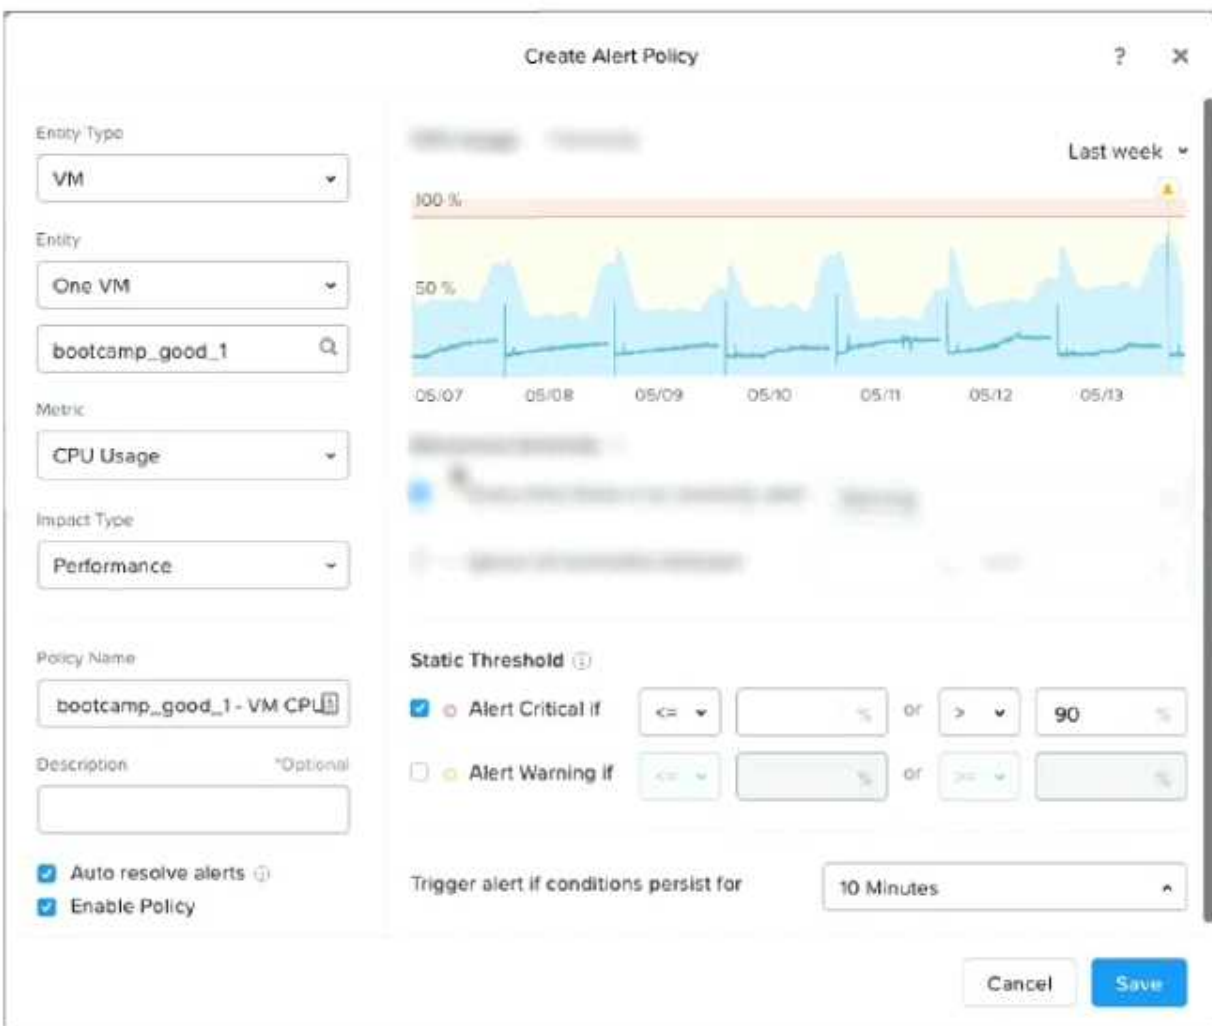 Create Alert Policy ?
Entity Type
VM
Entity
One VM
bootcamp_good_1
Metric
CPU Usage
Impact Type
Performance
Policy Name
bootcamp_good_1 - VM CPU
Description *Optional
Auto resolve alerts
Enable Policy
Last week
100 %
50 %
05/07 05/08 05/09 05/10 05/11 05/12 05/13
Static Threshold
Alert Critical if <= % or > 90 %
Alert Warning if <= % or >= %
Trigger alert if conditions persist for 10 Minutes
Cancel Save